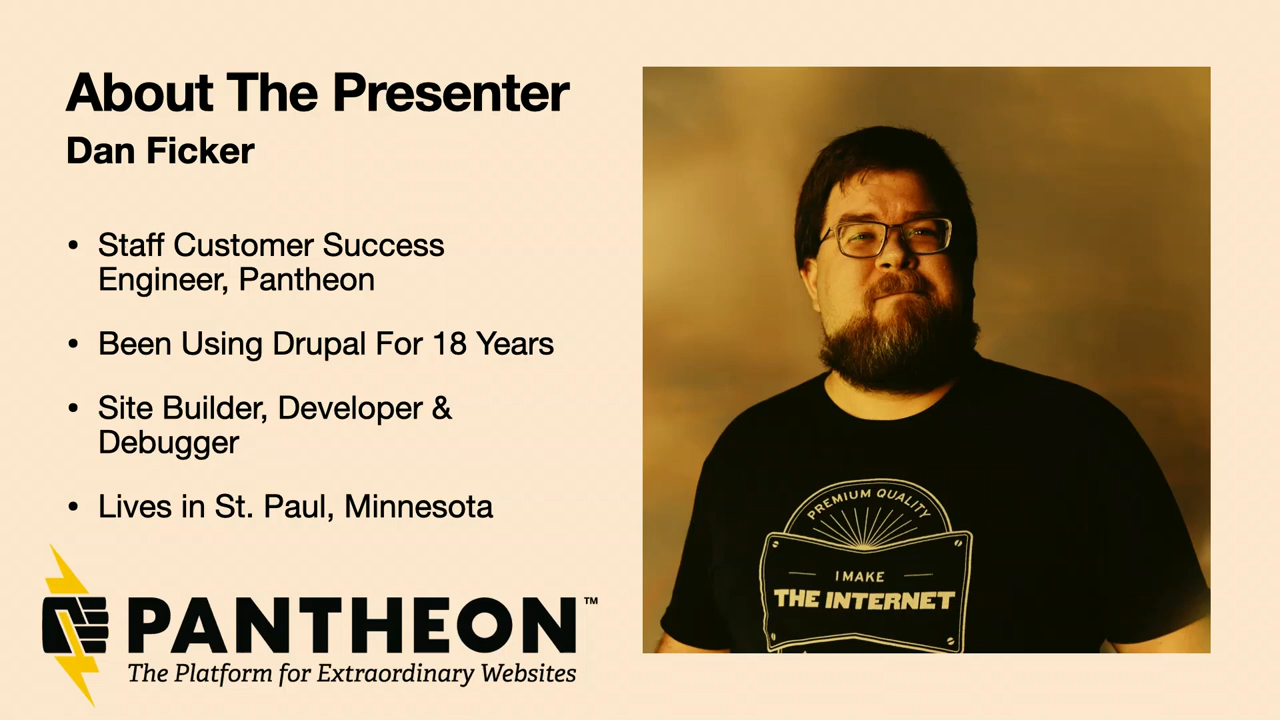 About The Presenter
Dan Ficker
• Staff Customer Success
Engineer, Pantheon
• Been Using Drupal For 18 Years
• Site Builder, Developer &
Debugger
• Lives in St. Paul, Minnesota
PANTHEON™
The Platform for Extraordinary Websites
PREMIUM QUALITY
I MAKE
THE INTERNET